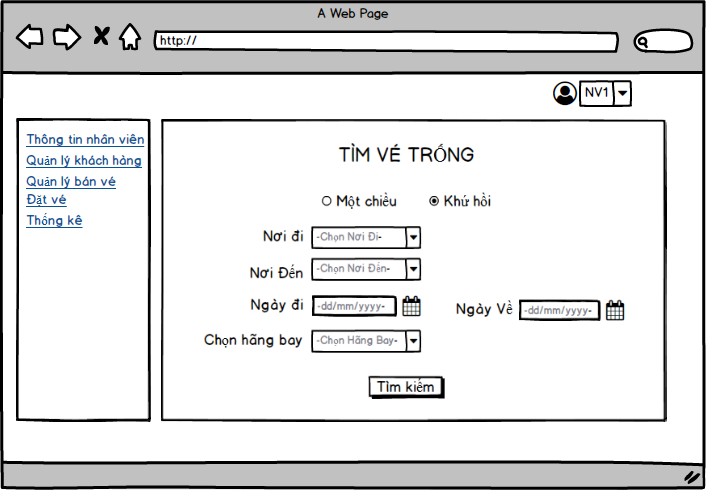 A Web Page
http://
NV1
Thông tin nhân viên
Quản lý khách hàng
Quản lý bán vé
Đặt vé
Thống kê
TÌM VÉ TRỐNG
Một chiều
Khứ hồi
Nơi đi
-Chọn Nơi Đi-
Nơi Đến
-Chọn Nơi Đến-
Ngày đi
-dd/mm/yyyy-
Ngày Về
-dd/mm/yyyy-
Chọn hãng bay
-Chọn Hãng Bay-
Tìm kiếm